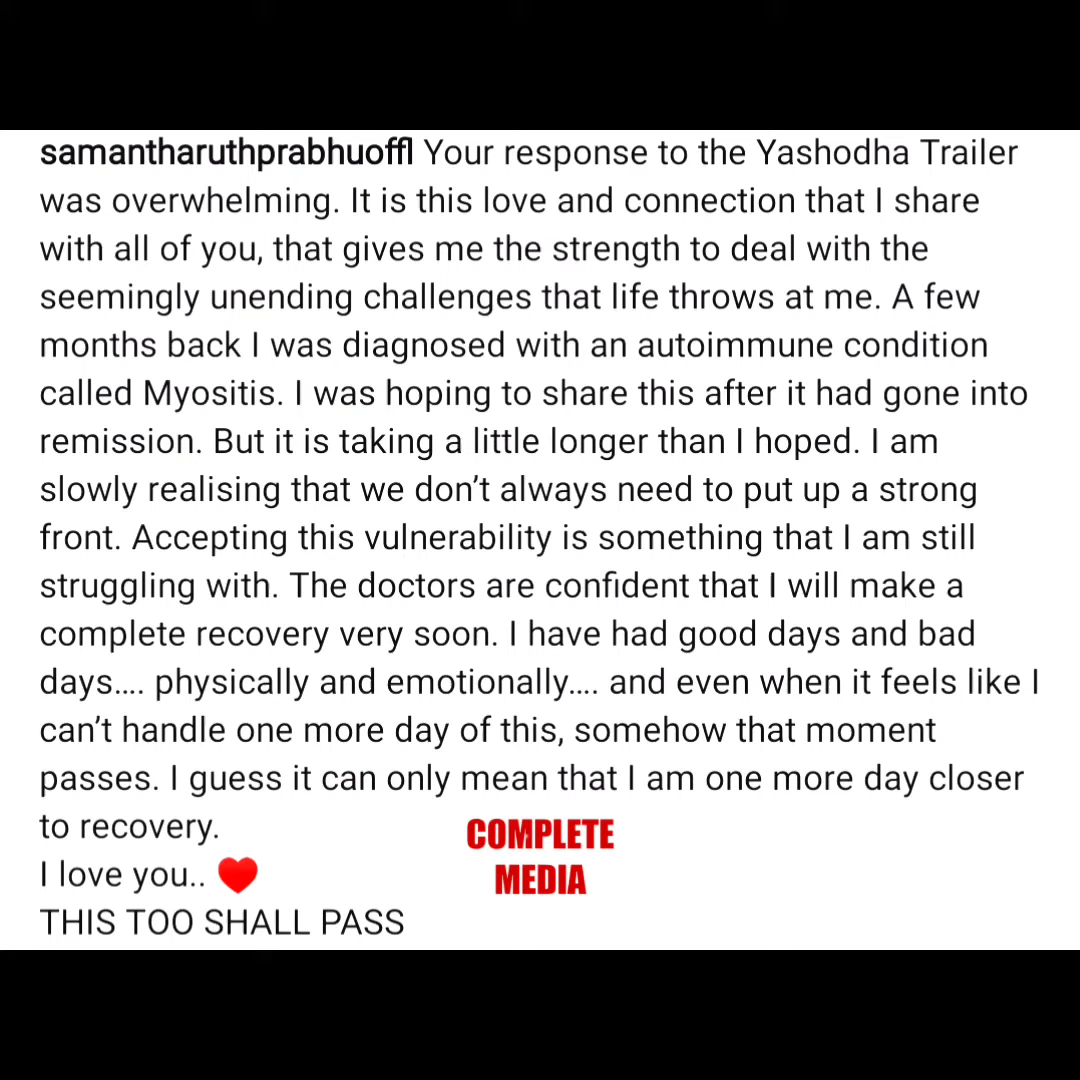 samantharuthprabhuoffl Your response to the Yashodha Trailer
was overwhelming. It is this love and connection that I share
with all of you, that gives me the strength to deal with the
seemingly unending challenges that life throws at me. A few
months back I was diagnosed with an autoimmune condition
called Myositis. I was hoping to share this after it had gone into
remission. But it is taking a little longer than I hoped. I am
slowly realising that we don’t always need to put up a strong
front. Accepting this vulnerability is something that I am still
struggling with. The doctors are confident that I will make a
complete recovery very soon. I have had good days and bad
days.... physically and emotionally.... and even when it feels like I
can’t handle one more day of this, somehow that moment
passes. I guess it can only mean that I am one more day closer
to recovery.
I love you.. ♥
THIS TOO SHALL PASS
COMPLETE
MEDIA